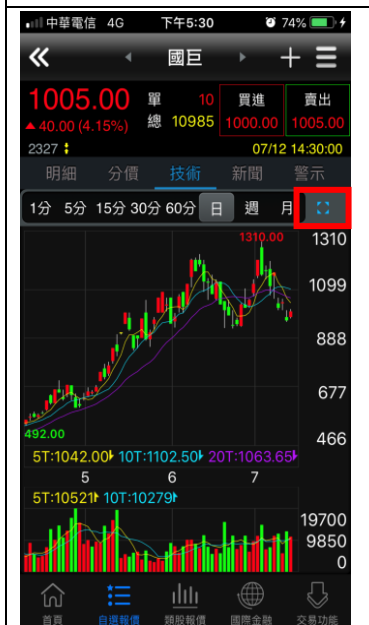 中華電信 4G 下午5:30 74%
國巨
1005.00 單 10 買進 賣出
▲40.00 (4.15%) 總 10985 1000.00 1005.00
2327 07/12 14:30:00
明細 分價 技術 新聞 警示
1分 5分 15分 30分 60分 日 週 月
1310.00 1310
1099
888
677
492.00 466
5T:1042.00 10T:1102.50 20T:1063.65
5 6 7
5T:10521 10T:10279
19700
9850
0
首頁 自選報價 類股報價 國際金融 交易功能